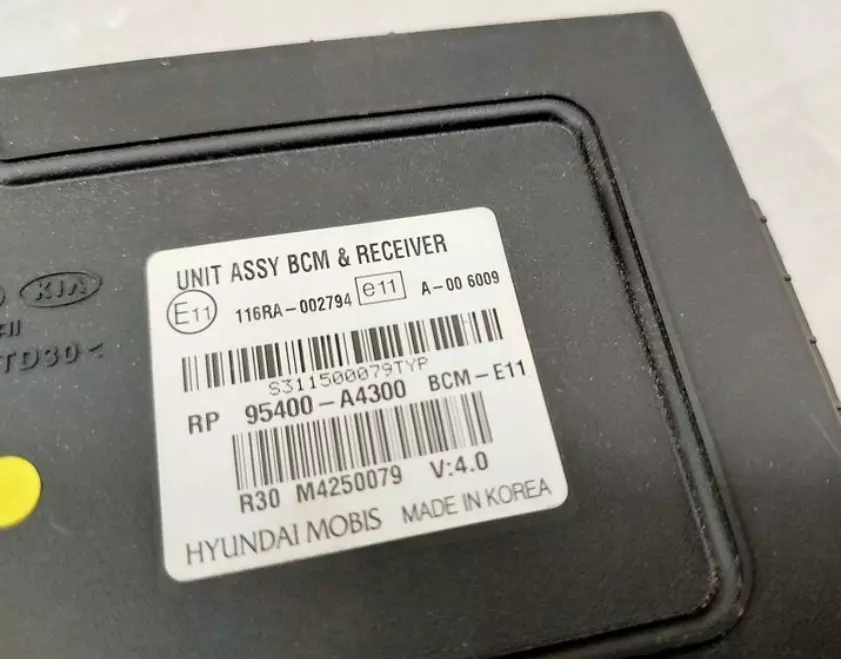 UNIT ASSY BCM & RECEIVER
E11 116RA-002794 e11 A-00 6009
S311500079TYP
RP 95400-A4300 BCM-E11
R30 M4250079 V:4.0
HYUNDAI MOBIS MADE IN KOREA
KIA
TD30<